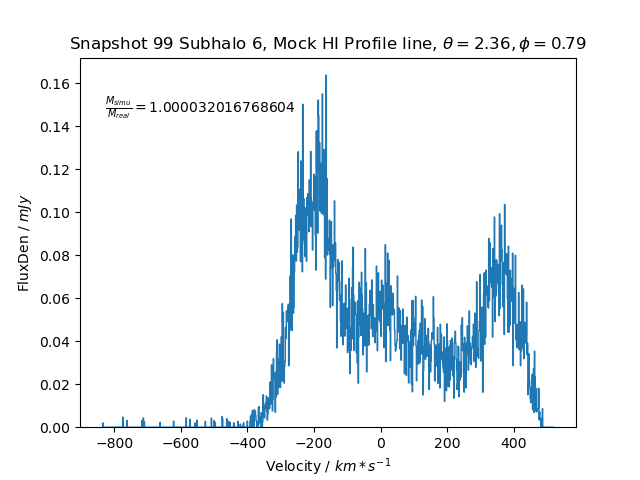 Snapshot 99 Subhalo 6, Mock HI Profile line, θ = 2.36, ϕ = 0.79
M_simu/M_real = 1.000032016768604
0.16
0.14
0.12
0.10
0.08
0.06
0.04
0.02
0.00
FluxDen / mJy
−800 −600 −400 −200 0 200 400
Velocity / km * s⁻¹